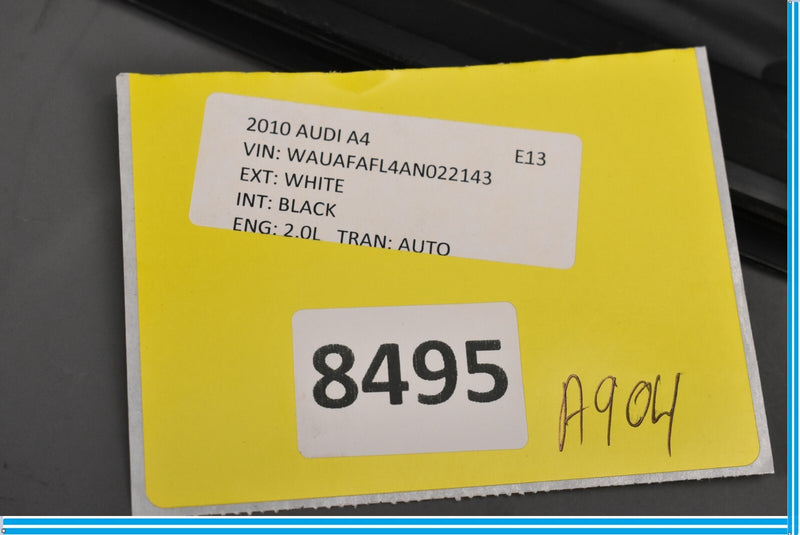 2010 AUDI A4 E13
VIN: WAUAFAFL4AN022143
EXT: WHITE
INT: BLACK
ENG: 2.0L TRAN: AUTO
8495
A904